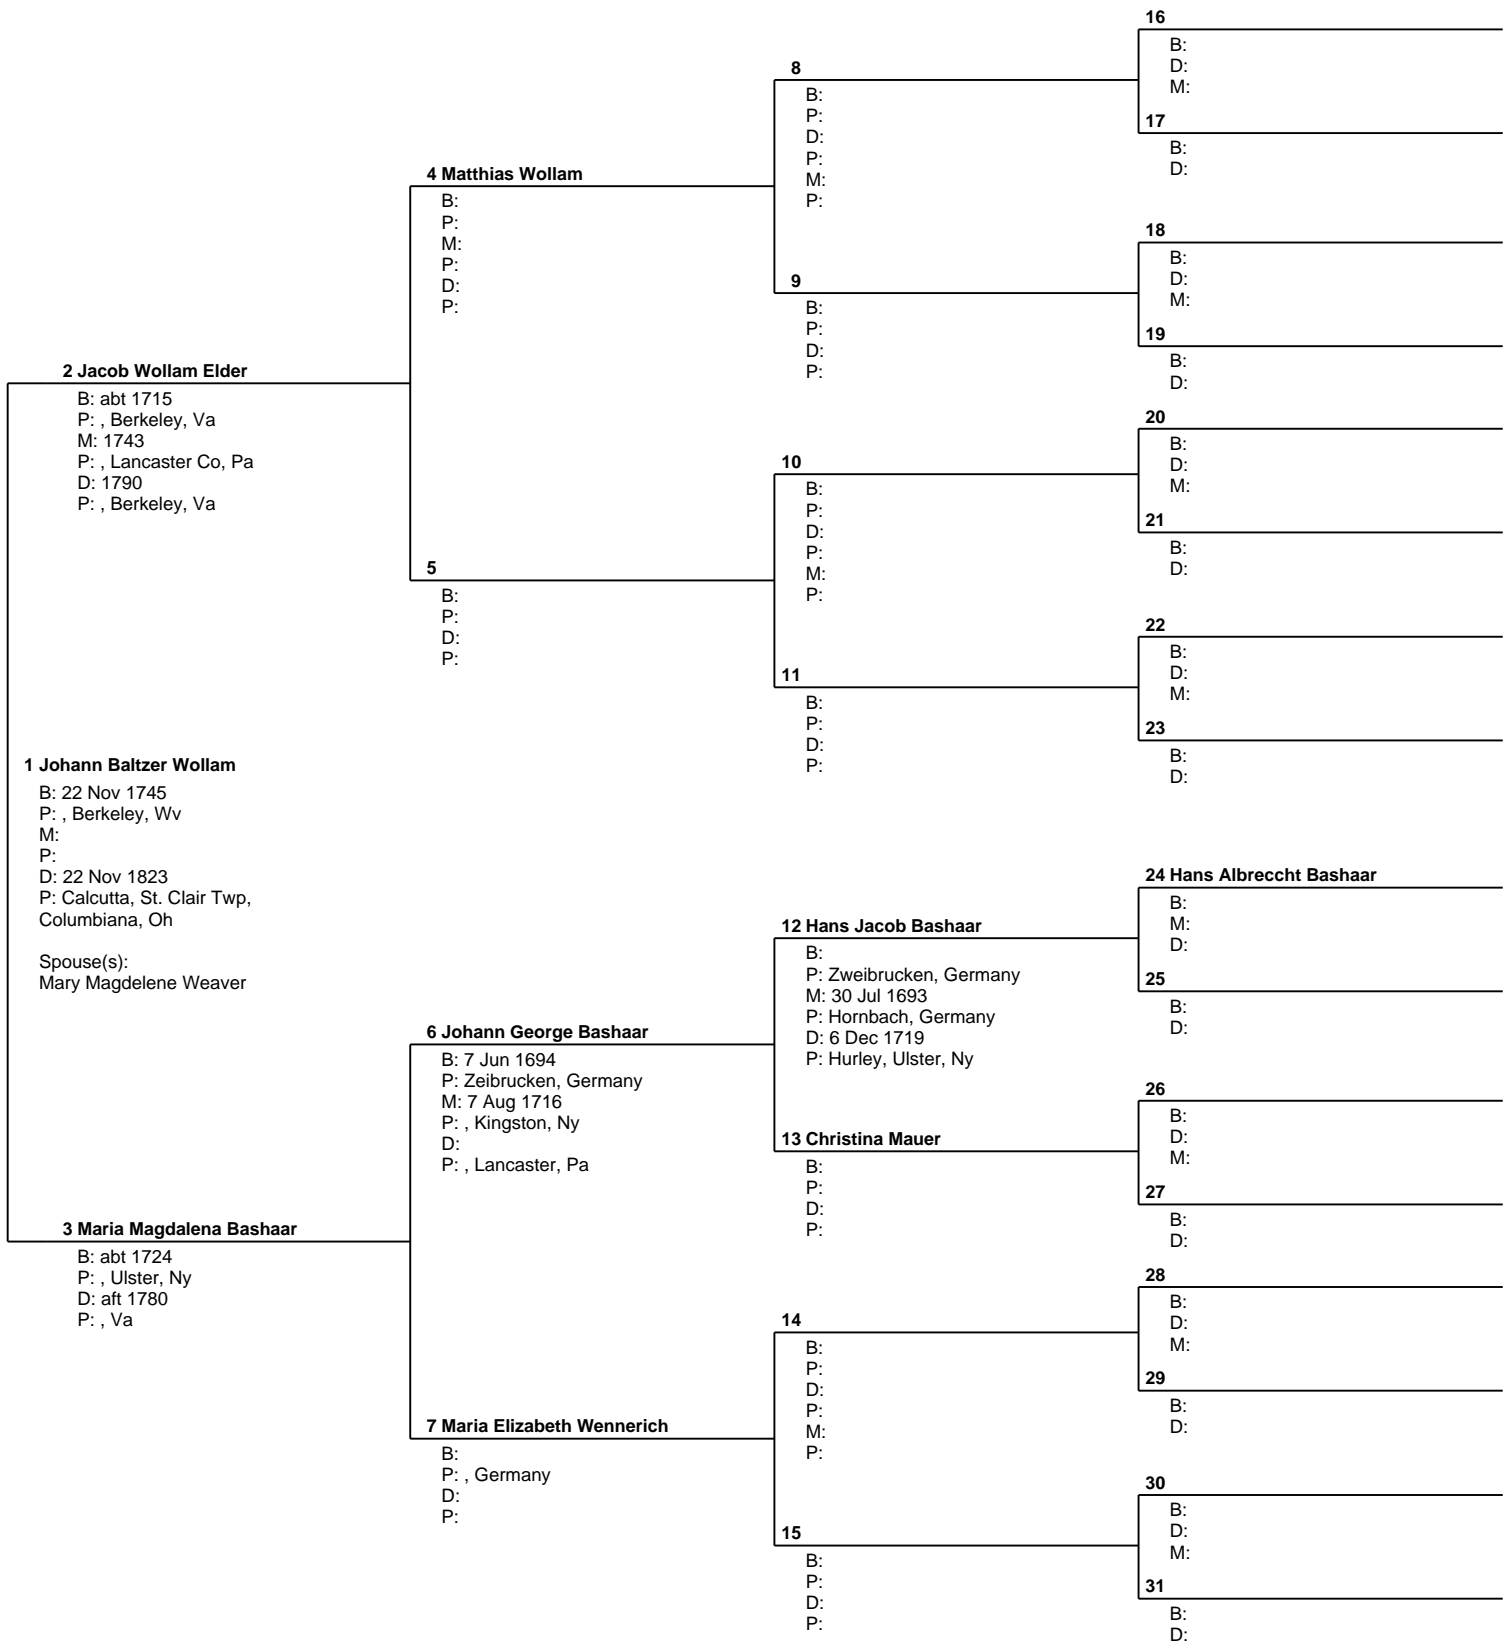 16
B:
D:
M:
8
B:
P:
D:
P:
M:
P:
17
B:
D:
4 Matthias Wollam
B:
P:
M:
P:
D:
P:
18
B:
D:
M:
9
B:
P:
D:
P:
19
B:
D:
2 Jacob Wollam Elder
B: abt 1715
P: , Berkeley, Va
M: 1743
P: , Lancaster Co, Pa
D: 1790
P: , Berkeley, Va
20
B:
D:
M:
10
B:
P:
D:
P:
M:
P:
21
B:
D:
5
B:
P:
D:
P:
22
B:
D:
M:
11
B:
P:
D:
P:
23
B:
D:
1 Johann Baltzer Wollam
B: 22 Nov 1745
P: , Berkeley, Wv
M:
P:
D: 22 Nov 1823
P: Calcutta, St. Clair Twp,
Columbiana, Oh
Spouse(s):
Mary Magdelene Weaver
24 Hans Albreccht Bashaar
B:
M:
D:
12 Hans Jacob Bashaar
B:
P: Zweibrucken, Germany
M: 30 Jul 1693
P: Hornbach, Germany
D: 6 Dec 1719
P: Hurley, Ulster, Ny
25
B:
D:
6 Johann George Bashaar
B: 7 Jun 1694
P: Zeibrucken, Germany
M: 7 Aug 1716
P: , Kingston, Ny
D:
P: , Lancaster, Pa
26
B:
D:
M:
13 Christina Mauer
B:
P:
D:
P:
27
B:
D:
3 Maria Magdalena Bashaar
B: abt 1724
P: , Ulster, Ny
D: aft 1780
P: , Va
28
B:
D:
M:
14
B:
P:
D:
P:
M:
P:
29
B:
D:
7 Maria Elizabeth Wennerich
B:
P: , Germany
D:
P:
30
B:
D:
M:
15
B:
P:
D:
P:
31
B:
D: